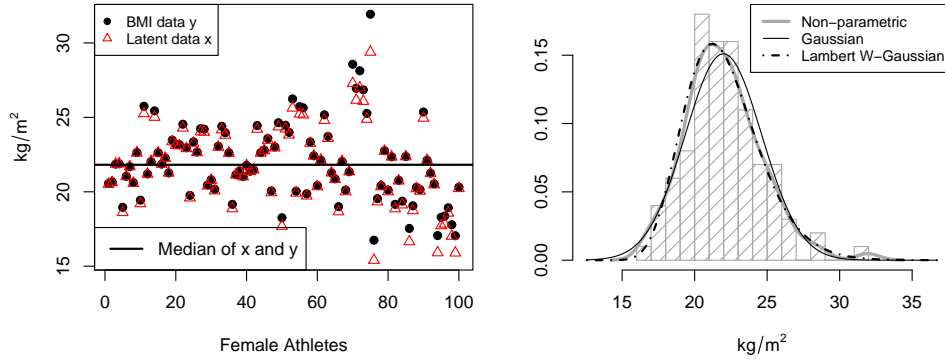 BMI data y
Latent data x
30
25
20
15
kg/m²
Median of x and y
0 20 40 60 80 100
Female Athletes
Non−parametric
Gaussian
Lambert W−Gaussian
0.15
0.10
0.05
0.00
15 20 25 30 35
kg/m²